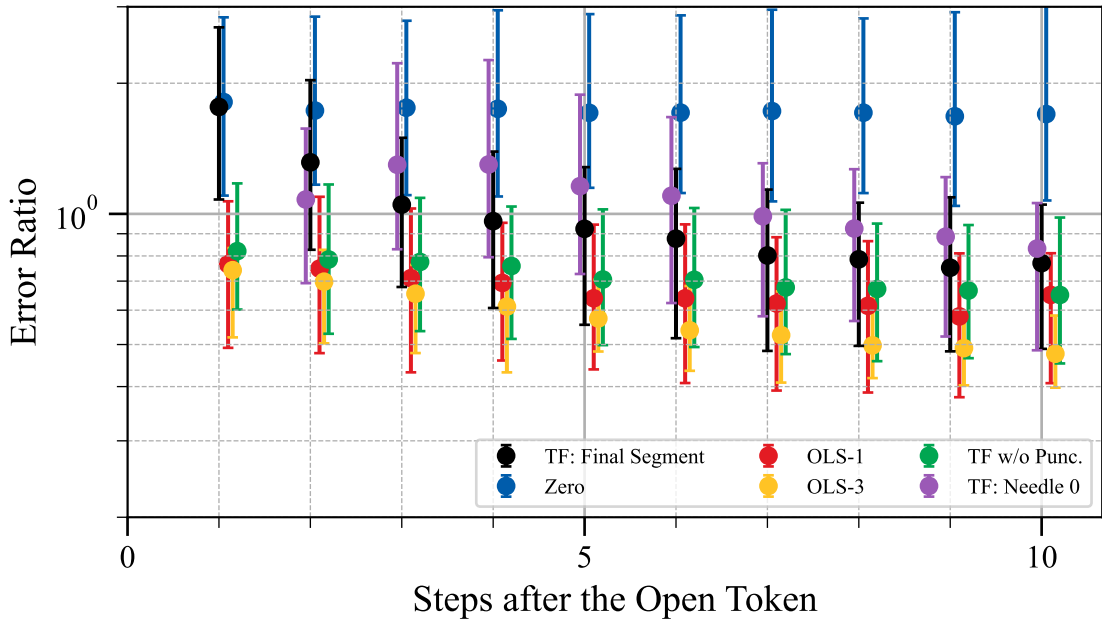 Error Ratio
10⁰
TF: Final Segment
Zero
OLS-1
OLS-3
TF w/o Punc.
TF: Needle 0
0 5 10
Steps after the Open Token